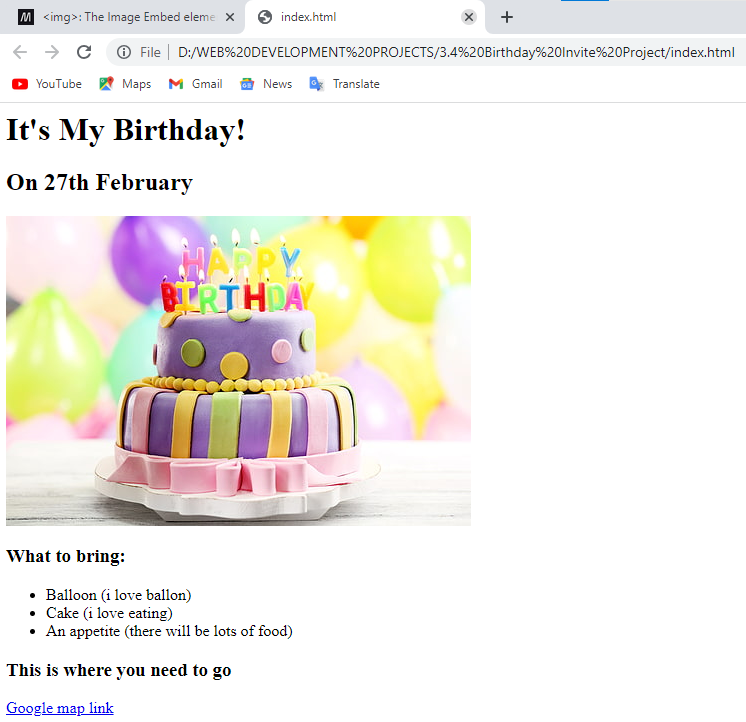 <img>: The Image Embed eleme
index.html
File
D:/WEB%20DEVELOPMENT%20PROJECTS/3.4%20Birthday%20Invite%20Project/index.html
YouTube
Maps
Gmail
News
Translate
It's My Birthday!
On 27th February
HAPPY
BIRTHDAY
What to bring:
Balloon (i love ballon)
Cake (i love eating)
An appetite (there will be lots of food)
This is where you need to go
Google map link